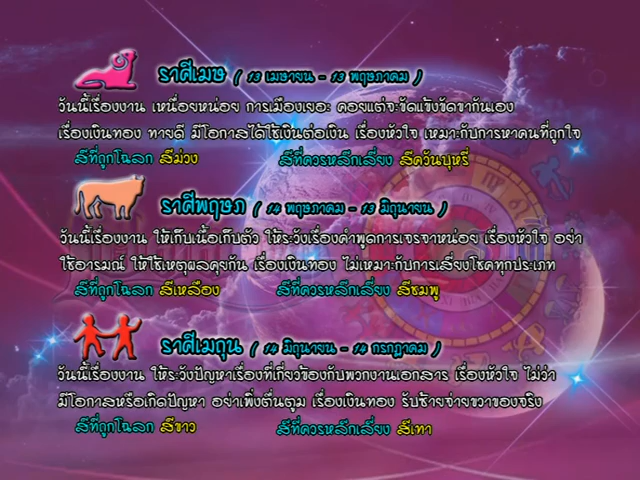 ราศีเมษ ( 13 เมษายน - 13 พฤษภาคม )
วันนี้เรื่องงาน เหนื่อยหน่อย การเมืองเยอะ คอยแต่จะขัดแข้งขัดขากันเอง
เรื่องเงินทอง ทายดี มีโอกาสได้ใช้เงินต่อเงิน เรื่องหัวใจ เหมาะกับการหาคนที่ถูกใจ
สีที่ถูกโฉลก สีม่วง สีที่ควรหลีกเลี่ยง สีควันบุหรี่
ราศีพฤษภ ( 14 พฤษภาคม - 13 มิถุนายน )
วันนี้เรื่องงาน ให้เก็บเนื้อเก็บตัว ให้ระวังเรื่องคำพูดการเจรจาหน่อย เรื่องหัวใจ อย่า
ใช้อารมณ์ ให้ใช้เหตุผลคุยกัน เรื่องเงินทอง ไม่เหมาะกับการเสี่ยงโชคทุกประเภท
สีที่ถูกโฉลก สีเหลือง สีที่ควรหลีกเลี่ยง สีชมพู
ราศีเมถุน ( 14 มิถุนายน - 14 กรกฎาคม )
วันนี้เรื่องงาน ให้ระวังปัญหาเรื่องที่เกี่ยวข้องกับพวกงานเอกสาร เรื่องหัวใจ ไม่ว่า
มีโอกาสหรือเกิดปัญหา อย่าเพิ่งตื่นตูม เรื่องเงินทอง รับซ้ายจ่ายขวาของจริง
สีที่ถูกโฉลก สีขาว สีที่ควรหลีกเลี่ยง สีเทา